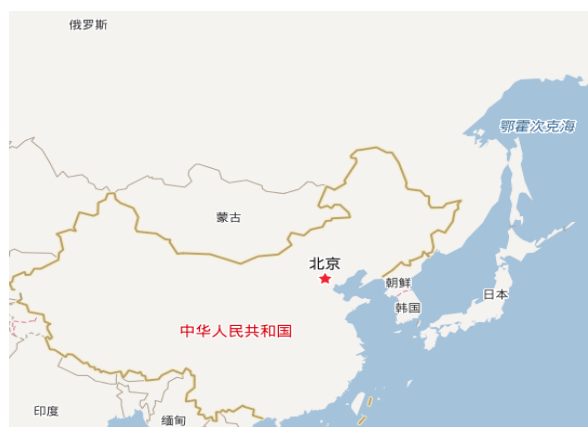 俄罗斯
鄂霍次克海
蒙古
北京
朝鲜
日本
韩国
中华人民共和国
印度
缅甸